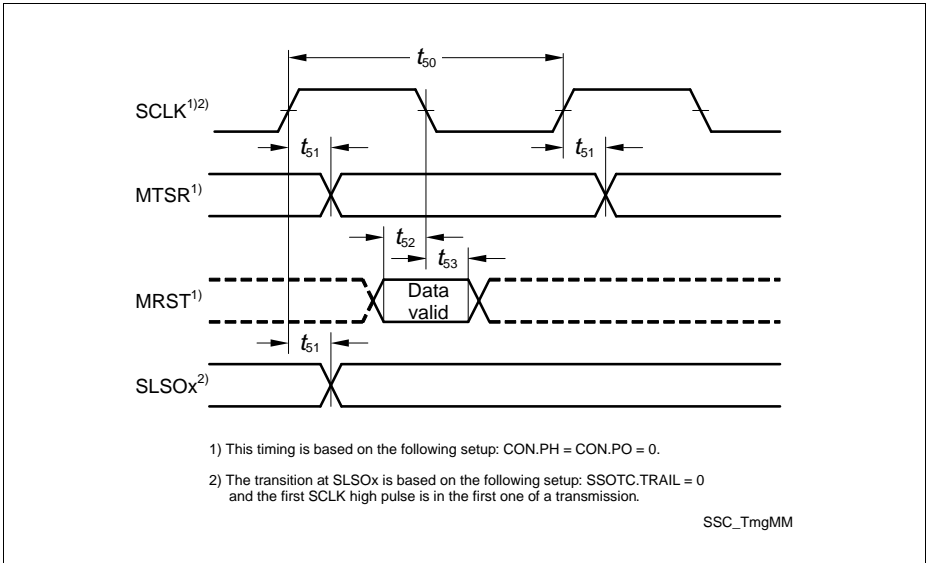 t50
SCLK1)2)
t51
t51
MTSR1)
t52
t53
MRST1)
Data
valid
t51
SLSOx2)
1) This timing is based on the following setup: CON.PH = CON.PO = 0.
2) The transition at SLSOx is based on the following setup: SSOTC.TRAIL = 0
and the first SCLK high pulse is in the first one of a transmission.
SSC_TmgMM